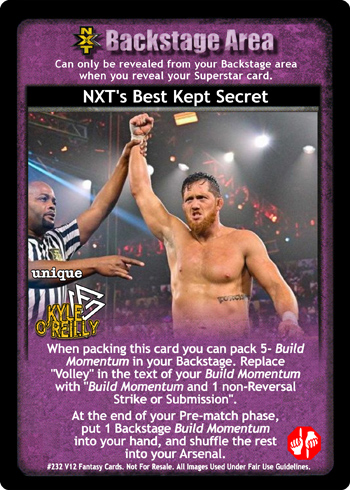 NXT
Backstage Area
Can only be revealed from your Backstage area
when you reveal your Superstar card.
NXT's Best Kept Secret
unique
KYLE
O'REILLY
When packing this card you can pack 5- Build
Momentum in your Backstage. Replace
"Volley" in the text of your Build Momentum
with "Build Momentum and 1 non-Reversal
Strike or Submission".
At the end of your Pre-match phase,
put 1 Backstage Build Momentum
into your hand, and shuffle the rest
into your Arsenal.
#232 V12 Fantasy Cards. Not For Resale. All Images Used Under Fair Use Guidelines.